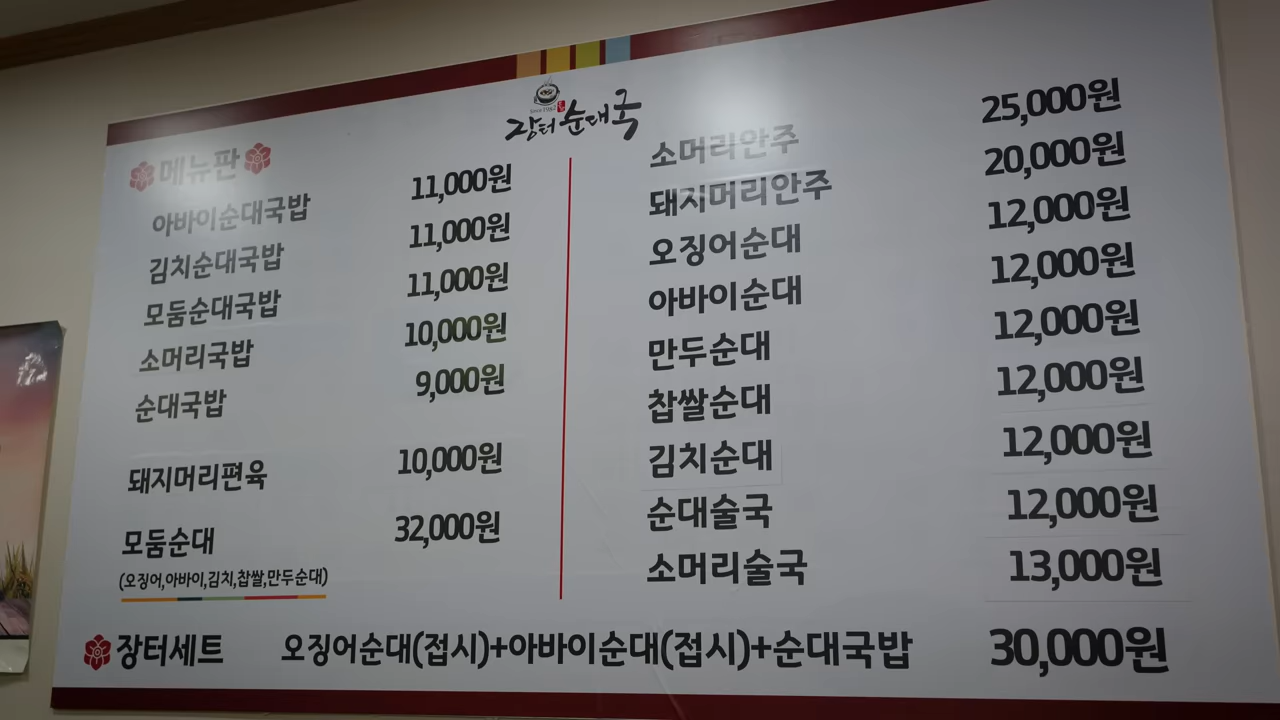 장터순대국
메뉴판
아바이순대국밥 11,000원
김치순대국밥 11,000원
모둠순대국밥 11,000원
소머리국밥 10,000원
순대국밥 9,000원
돼지머리편육 10,000원
모둠순대 32,000원
(오징어,아바이,김치,찹쌀,만두순대)
소머리안주 25,000원
돼지머리안주 20,000원
오징어순대 12,000원
아바이순대 12,000원
만두순대 12,000원
찹쌀순대 12,000원
김치순대 12,000원
순대술국 12,000원
소머리술국 13,000원
장터세트 오징어순대(접시)+아바이순대(접시)+순대국밥 30,000원